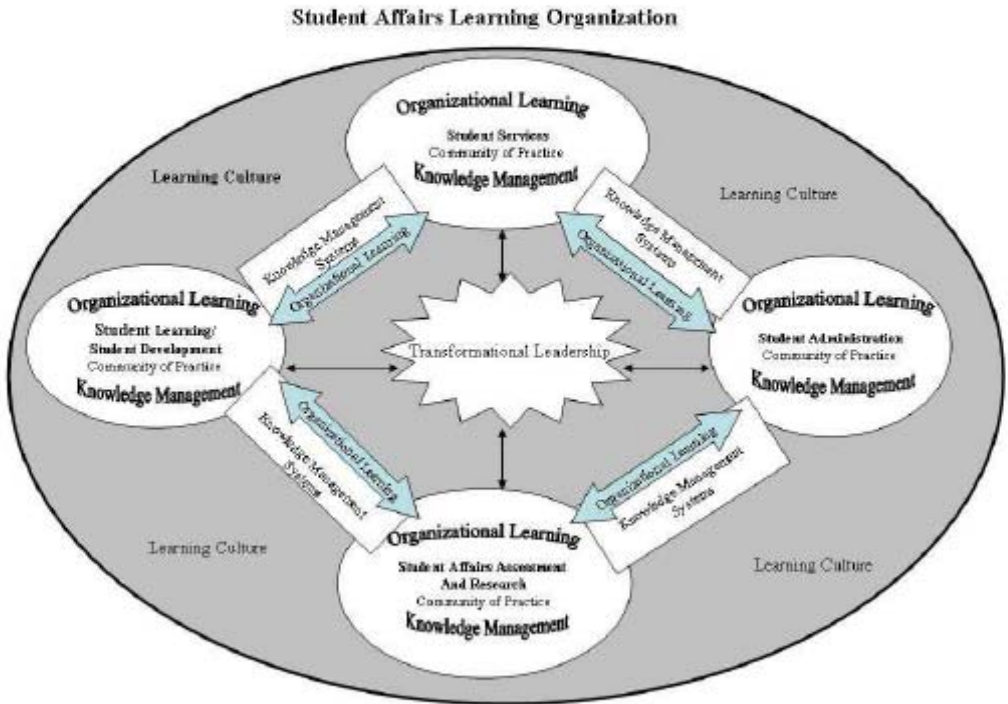 Student Affairs Learning Organization
Organizational Learning
Student Services
Community of Practice
Knowledge Management
Learning Culture
Learning Culture
Knowledge Management
Systems
Organizational Learning
Knowledge Management
Systems
Organizational Learning
Organizational Learning
Student Learning/
Student Development
Community of Practice
Knowledge Management
Transformational Leadership
Organizational Learning
Student Administration
Community of Practice
Knowledge Management
Organizational Learning
Knowledge Management
Systems
Organizational Learning
Knowledge Management
Systems
Learning Culture
Organizational Learning
Student Affairs Assessment
And Research
Community of Practice
Knowledge Management
Learning Culture